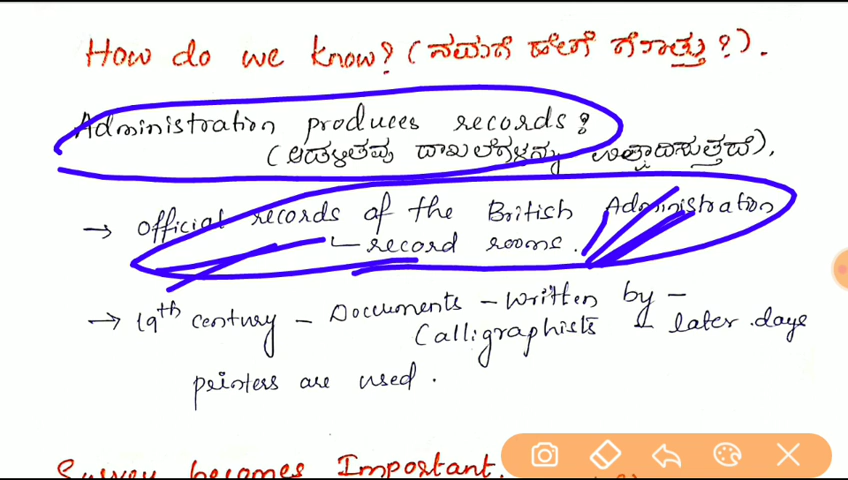 How do we know? (ನಮಗೆ ಹೇಗೆ ಗೊತ್ತು?).
Administration produces records?
(ಆಡಳಿತವು ದಾಖಲೆಗಳನ್ನು ಉತ್ಪಾದಿಸುತ್ತದೆ),
→ Official records of the British Administration
record rooms.
→ 19th century - Documents - written by -
Calligraphists - later days
printers are used.
Survey becomes Important.